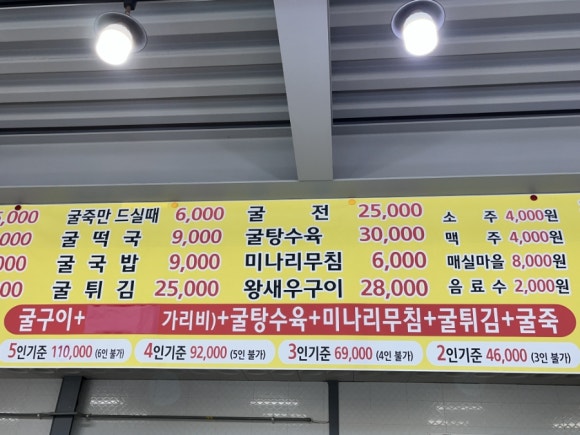 5,000 굴죽만 드실때 6,000 굴 전 25,000 소 주 4,000원
000 굴 떡 국 9,000 굴탕수육 30,000 맥 주 4,000원
000 굴 국 밥 9,000 미나리무침 6,000 매실마을 8,000원
00 굴 튀 김 25,000 왕새우구이 28,000 음료수 2,000원
굴구이+ 가리비)+굴탕수육+미나리무침+굴튀김+굴죽
5인기준 110,000 (6인 불가) 4인기준 92,000 (5인 불가) 3인기준 69,000 (4인 불가) 2인기준 46,000 (3인 불가)